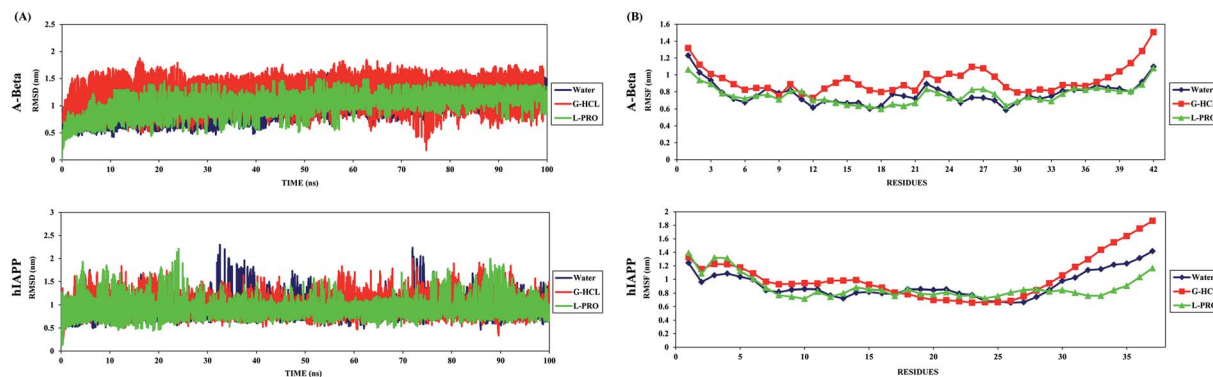 (A)
A-Beta
RMSD (nm)
2.5
2
1.5
1
0.5
0
0 10 20 30 40 50 60 70 80 90 100
TIME (ns)
Water
G-HCL
L-PRO
(B)
A-Beta
RMSF (nm)
1.6
1.4
1.2
1
0.8
0.6
0.4
0.2
0
0 3 6 9 12 15 18 21 24 27 30 33 36 39 42
RESIDUES
Water
G-HCL
L-PRO
hIAPP
RMSD (nm)
3
2.5
2
1.5
1
0.5
0
0 10 20 30 40 50 60 70 80 90 100
TIME (ns)
Water
G-HCL
L-PRO
hIAPP
RMSF (nm)
2
1.8
1.6
1.4
1.2
1
0.8
0.6
0.4
0.2
0
0 5 10 15 20 25 30 35
RESIDUES
Water
G-HCL
L-PRO